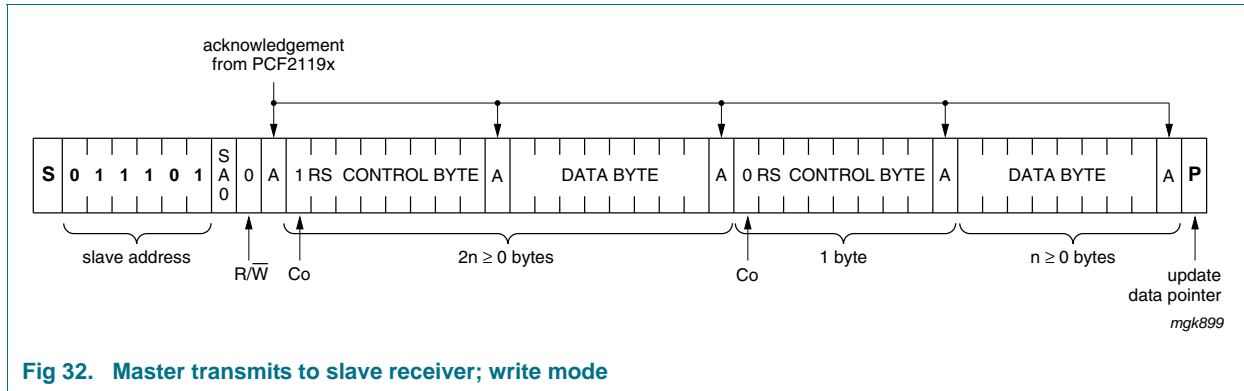 acknowledgement
from PCF2119x
S 0 1 1 1 0 1 SA0 0 A 1 RS CONTROL BYTE A DATA BYTE A 0 RS CONTROL BYTE A DATA BYTE A P
slave address
R/W̅
Co
2n ≥ 0 bytes
Co
1 byte
n ≥ 0 bytes
update
data pointer
mgk899
Fig 32. Master transmits to slave receiver; write mode